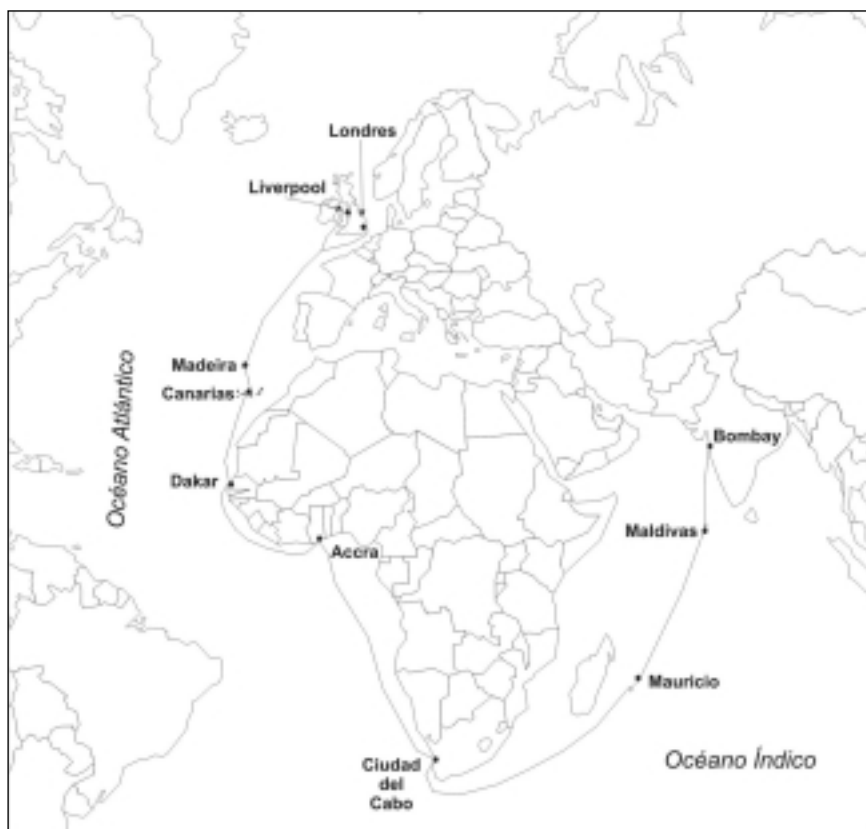 Londres
Liverpool
Madeira
Canarias
Océano Atlántico
Dakar
Accra
Bombay
Maldivas
Mauricio
Océano Índico
Ciudad
del
Cabo